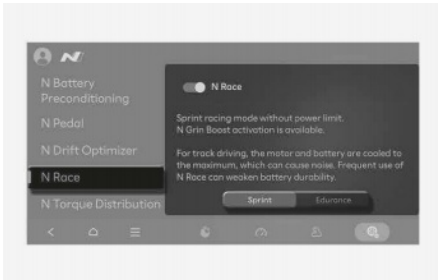 N
N Battery
Preconditioning
N Pedal
N Drift Optimizer
N Race
N Torque Distribution
N Race
Sprint racing mode without power limit.
N Grin Boost activation is available.
For track driving, the motor and battery are cooled to
the maximum, which can cause noise. Frequent use of
N Race can weaken battery durability.
Sprint
Edurance